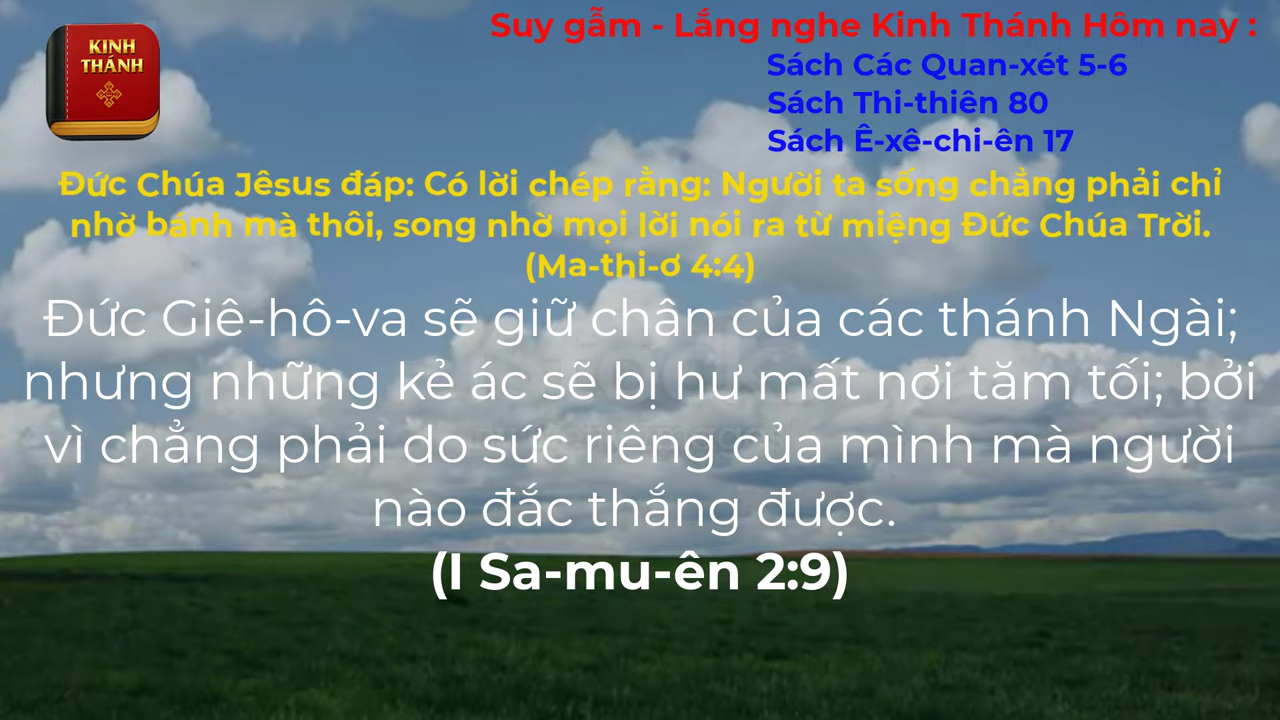 KINH
THÁNH
Suy gẫm - Lắng nghe Kinh Thánh Hôm nay :
Sách Các Quan-xét 5-6
Sách Thi-thiên 80
Sách Ê-xê-chi-ên 17
Đức Chúa Jêsus đáp: Có lời chép rằng: Người ta sống chẳng phải chỉ
nhờ bánh mà thôi, song nhờ mọi lời nói ra từ miệng Đức Chúa Trời.
(Ma-thi-ơ 4:4)
Đức Giê-hô-va sẽ giữ chân của các thánh Ngài;
nhưng những kẻ ác sẽ bị hư mất nơi tăm tối; bởi
vì chẳng phải do sức riêng của mình mà người
nào đắc thắng được.
(I Sa-mu-ên 2:9)